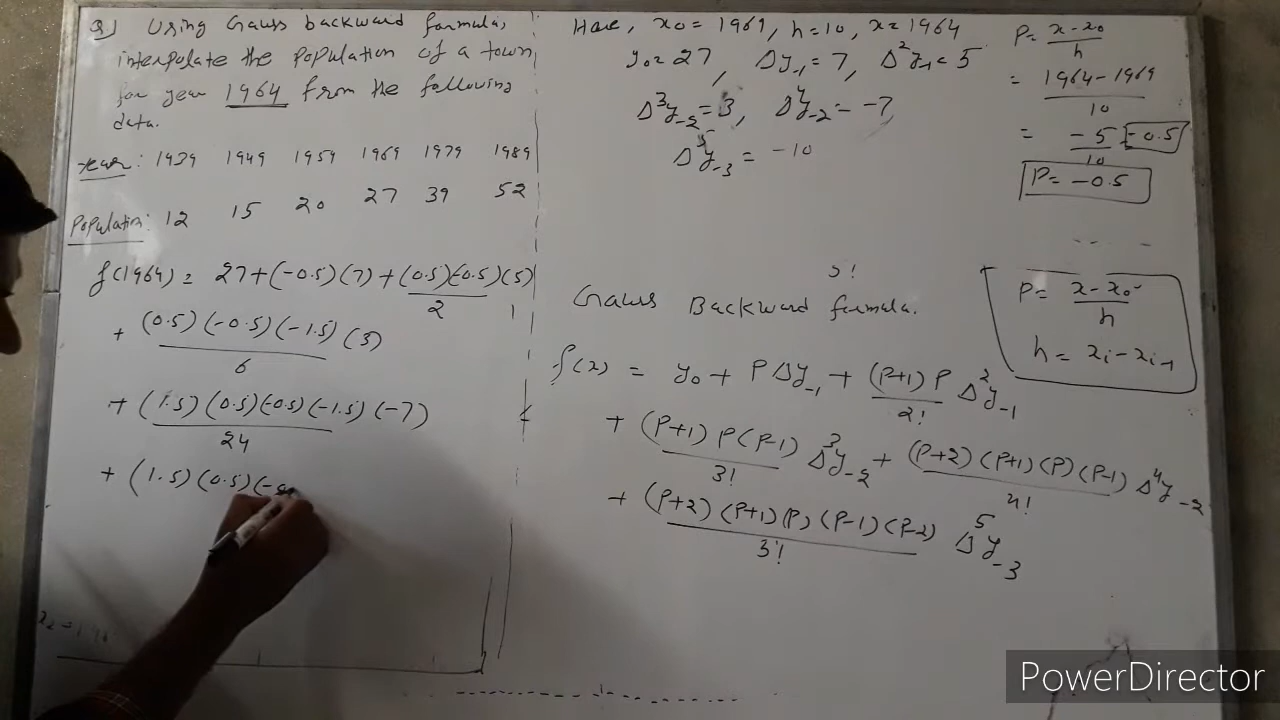 Q) Using Gauss backward formula,
interpolate the population of a town
for year 1964 from the following
data.
year: 1939 1949 1959 1969 1979 1989
Population: 12 15 20 27 39 52
f(1964) = 27+(-0.5)(7)+(0.5)(-0.5)(5)
2
+ (0.5)(-0.5)(-1.5)(3)
6
+ (1.5)(0.5)(-0.5)(-1.5)(-7)
24
+ (1.5)(0.5)(-0
Here, x0 = 1969, h=10, x=1964
y0=27, Δy-1 = 7, Δ²y-1 = 5
Δ³y-2 = 3, Δ⁴y-2 = -7,
Δ⁵y-3 = -10
P= x-x0
h
= 1964-1969
10
= -5 =-0.5
10
P= -0.5
5!
Gauss Backward formula.
f(x) = y0 + P Δy-1 + (P+1) P Δ²y-1
2!
+ (P+1) P (P-1) Δ³y-2 + (P+2) (P+1) (P) (P-1) Δ⁴y-2
3! 4!
+ (P+2) (P+1) (P) (P-1) (P-2) Δ⁵y-3
3!
P= x-x0
h
h= xi-xi-1
PowerDirector